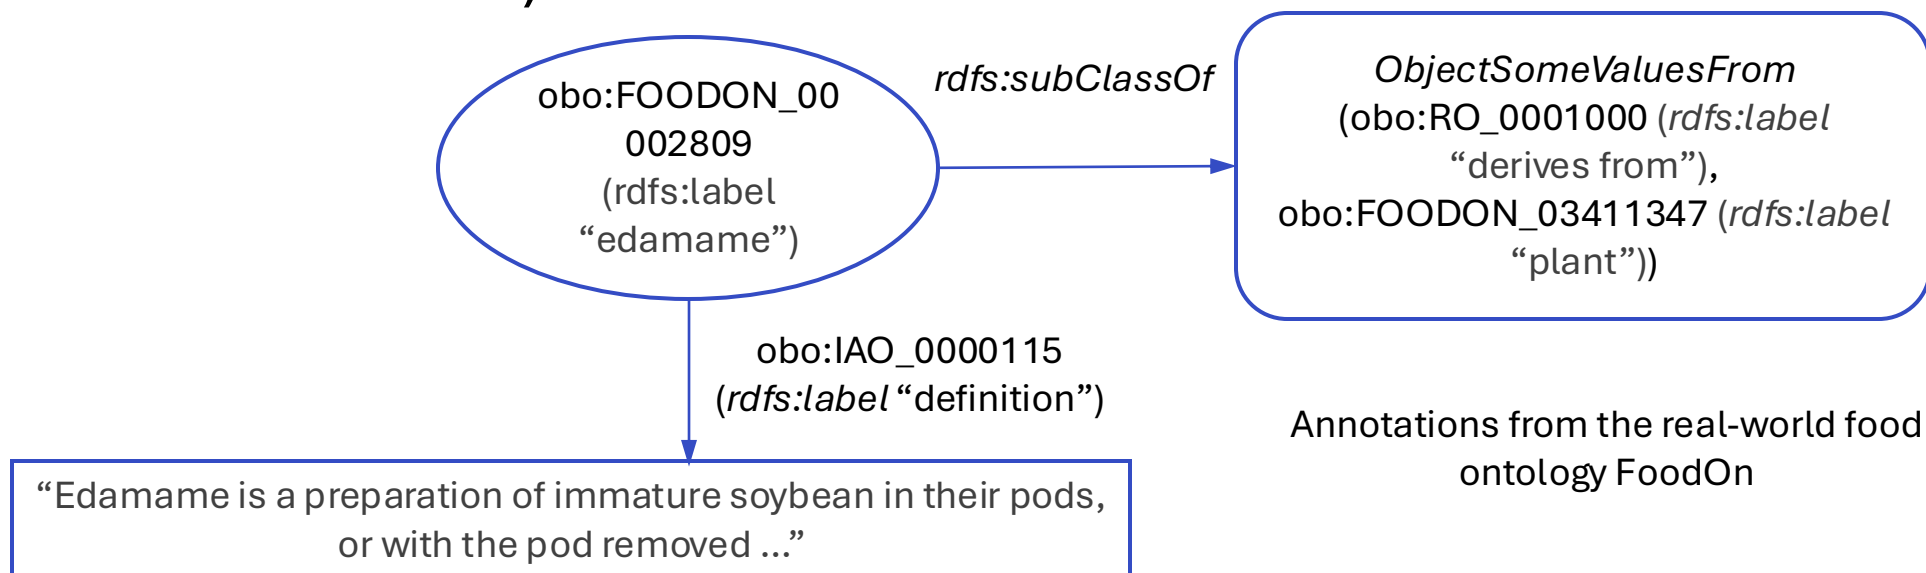 obo:FOODON_00
002809
(rdfs:label
“edamame”)
rdfs:subClassOf
ObjectSomeValuesFrom
(obo:RO_0001000 (rdfs:label
“derives from”),
obo:FOODON_03411347 (rdfs:label
“plant”))
obo:IAO_0000115
(rdfs:label “definition”)
“Edamame is a preparation of immature soybean in their pods,
or with the pod removed ...”
Annotations from the real-world food
ontology FoodOn